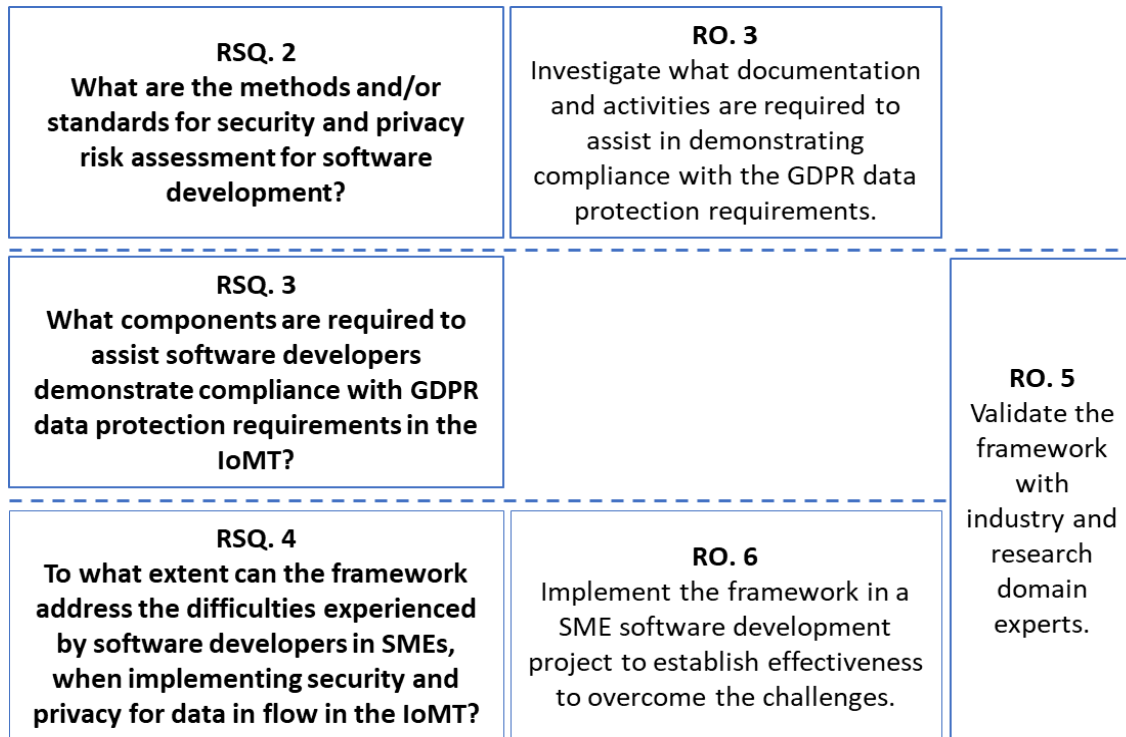 RSQ. 2
What are the methods and/or
standards for security and privacy
risk assessment for software
development?
RO. 3
Investigate what documentation
and activities are required to
assist in demonstrating
compliance with the GDPR data
protection requirements.
RSQ. 3
What components are required to
assist software developers
demonstrate compliance with GDPR
data protection requirements in the
IoMT?
RO. 5
Validate the
framework
with
industry and
research
domain
experts.
RSQ. 4
To what extent can the framework
address the difficulties experienced
by software developers in SMEs,
when implementing security and
privacy for data in flow in the IoMT?
RO. 6
Implement the framework in a
SME software development
project to establish effectiveness
to overcome the challenges.